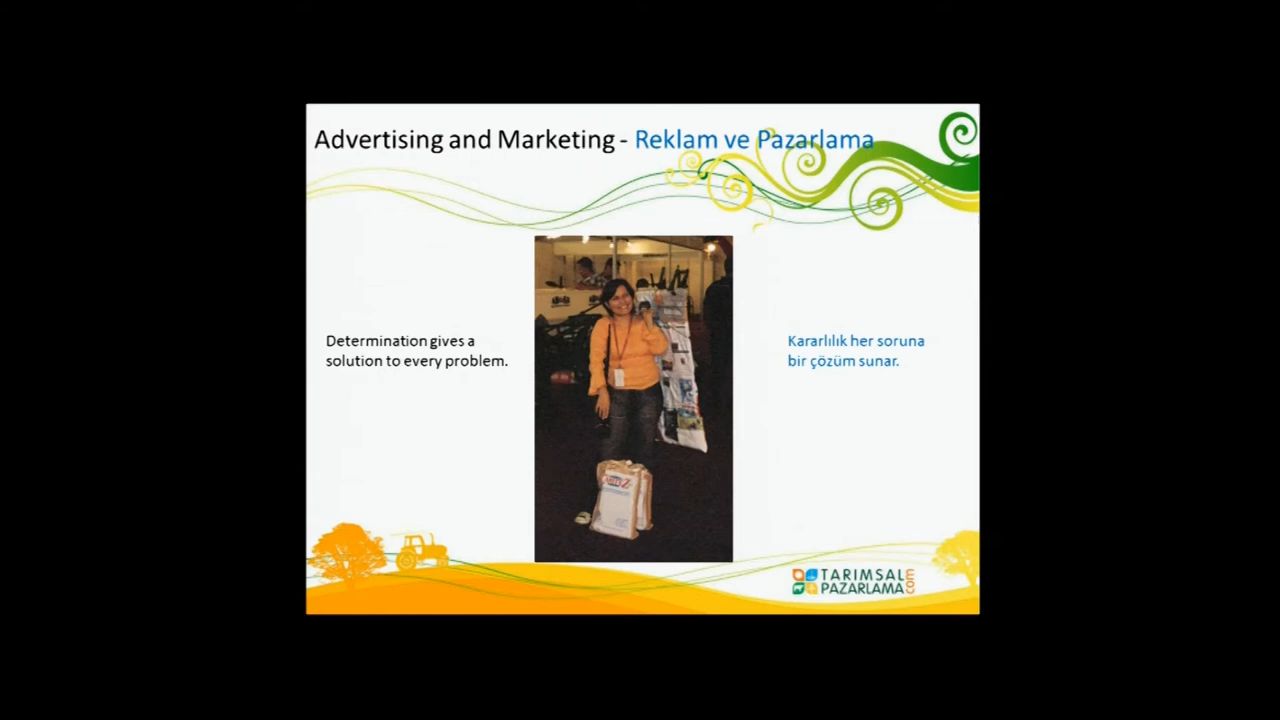 Advertising and Marketing - Reklam ve Pazarlama
Determination gives a
solution to every problem.
Kararlılık her soruna
bir çözüm sunar.
TARIMSAL
PAZARLAMA
com